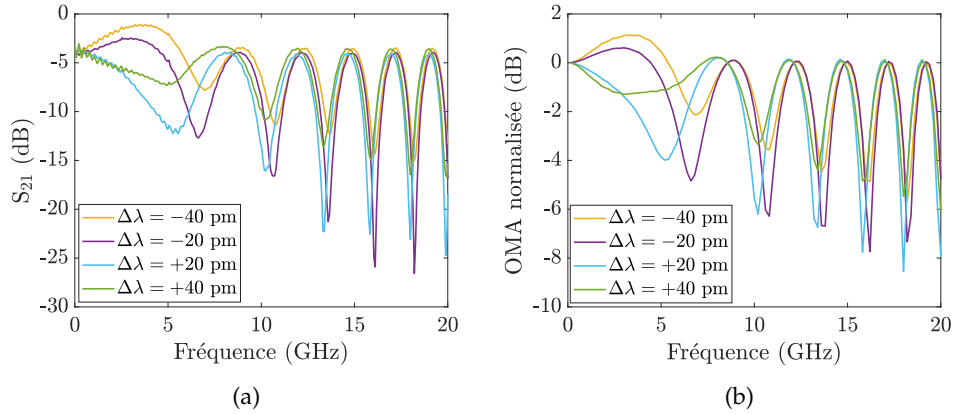 0
-5
-10
-15
-20
-25
-30
S21 (dB)
Δλ = −40 pm
Δλ = −20 pm
Δλ = +20 pm
Δλ = +40 pm
0 5 10 15 20
Fréquence (GHz)
(a)
2
0
-2
-4
-6
-8
-10
OMA normalisée (dB)
Δλ = −40 pm
Δλ = −20 pm
Δλ = +20 pm
Δλ = +40 pm
0 5 10 15 20
Fréquence (GHz)
(b)